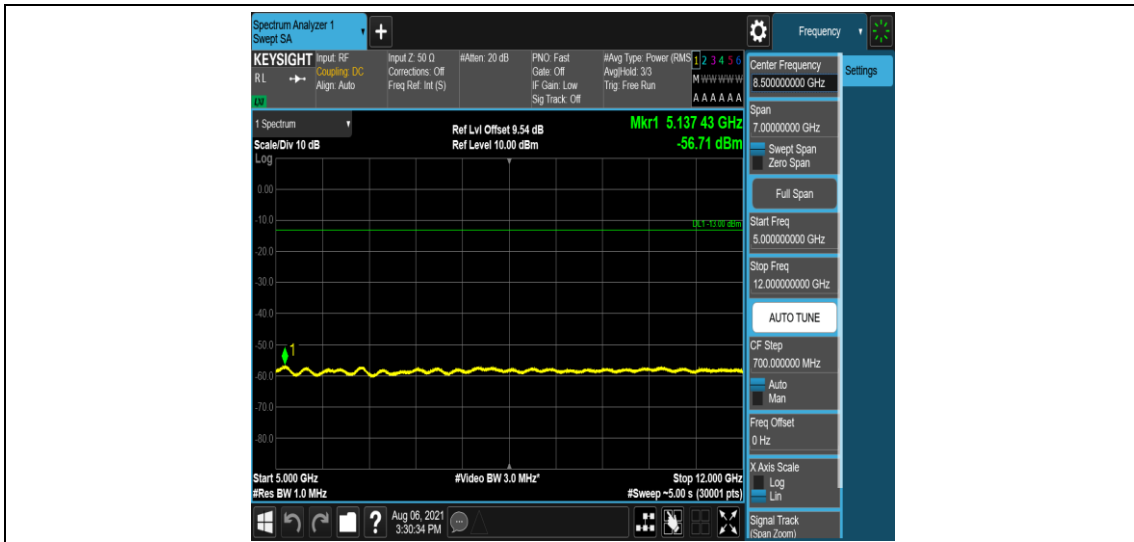 Spectrum Analyzer 1
Swept SA
+
Frequency
KEYSIGHT
RL
LM
Input: RF
Coupling: DC
Align: Auto
Input Z: 50 Ω
Corrections: Off
Freq Ref: Int (S)
#Atten: 20 dB
PNO: Fast
Gate: Off
IF Gain: Low
Sig Track: Off
#Avg Type: Power (RMS
Avg|Hold: 3/3
Trig: Free Run
1 2 3 4 5 6
M W W W W W
A A A A A A
1 Spectrum
Scale/Div 10 dB
Ref Lvl Offset 9.54 dB
Ref Level 10.00 dBm
Mkr1 5.137 43 GHz
-56.71 dBm
Log
0.00
-10.0
DL1 -13.00 dBm
-20.0
-30.0
-40.0
-50.0
1
-60.0
-70.0
-80.0
Start 5.000 GHz
#Res BW 1.0 MHz
#Video BW 3.0 MHz*
Stop 12.000 GHz
#Sweep ~5.00 s (30001 pts)
?
Aug 06, 2021
3:30:34 PM
Center Frequency
8.500000000 GHz
Settings
Span
7.00000000 GHz
Swept Span
Zero Span
Full Span
Start Freq
5.000000000 GHz
Stop Freq
12.000000000 GHz
AUTO TUNE
CF Step
700.000000 MHz
Auto
Man
Freq Offset
0 Hz
X Axis Scale
Log
Lin
Signal Track
(Span Zoom)